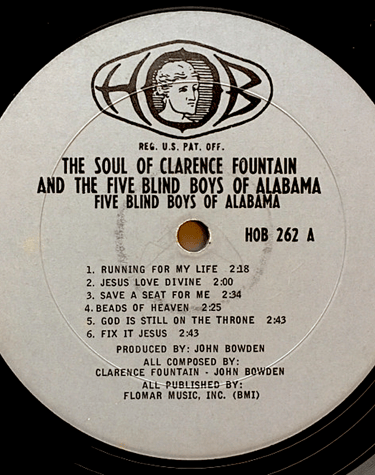 HOB
REG. U.S. PAT. OFF.
THE SOUL OF CLARENCE FOUNTAIN
AND THE FIVE BLIND BOYS OF ALABAMA
FIVE BLIND BOYS OF ALABAMA
HOB 262 A
1. RUNNING FOR MY LIFE 2:18
2. JESUS LOVE DIVINE 2:00
3. SAVE A SEAT FOR ME 2:34
4. BEADS OF HEAVEN 2:25
5. GOD IS STILL ON THE THRONE 2:43
6. FIX IT JESUS 2:43
PRODUCED BY: JOHN BOWDEN
ALL COMPOSED BY:
CLARENCE FOUNTAIN - JOHN BOWDEN
ALL PUBLISHED BY:
FLOMAR MUSIC, INC. (BMI)